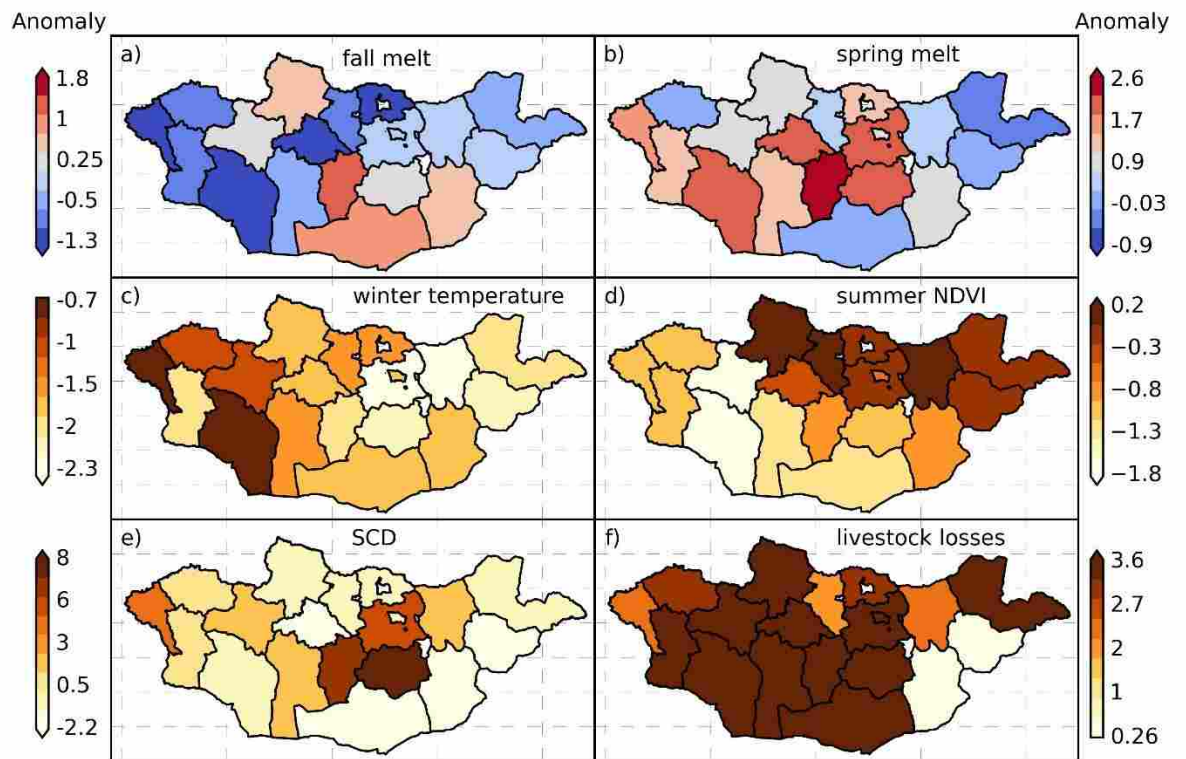 Anomaly
Anomaly
a)
fall melt
b)
spring melt
1.8
1
0.25
-0.5
-1.3
2.6
1.7
0.9
-0.03
-0.9
c)
winter temperature
d)
summer NDVI
-0.7
-1
-1.5
-2
-2.3
0.2
−0.3
−0.8
−1.3
−1.8
e)
SCD
f)
livestock losses
8
6
3
0.5
-2.2
3.6
2.7
2
1
0.26